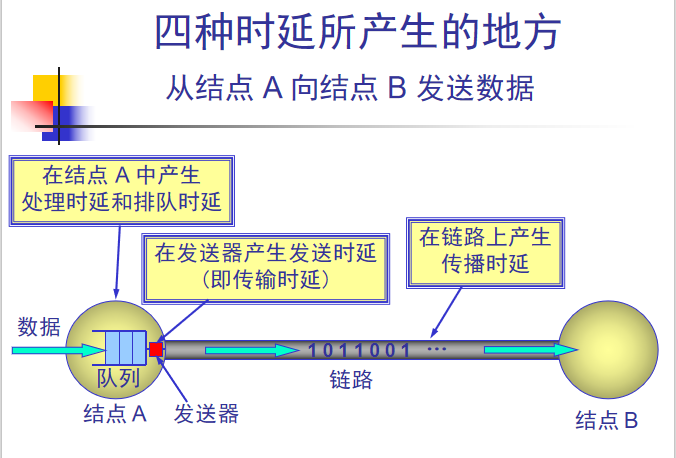 四种时延所产生的地方
从结点 A 向结点 B 发送数据
在结点 A 中产生
处理时延和排队时延
在发送器产生发送时延
（即传输时延）
在链路上产生
传播时延
数据
1 0 1 1 0 0 1 …
队列
链路
结点 A
发送器
结点 B